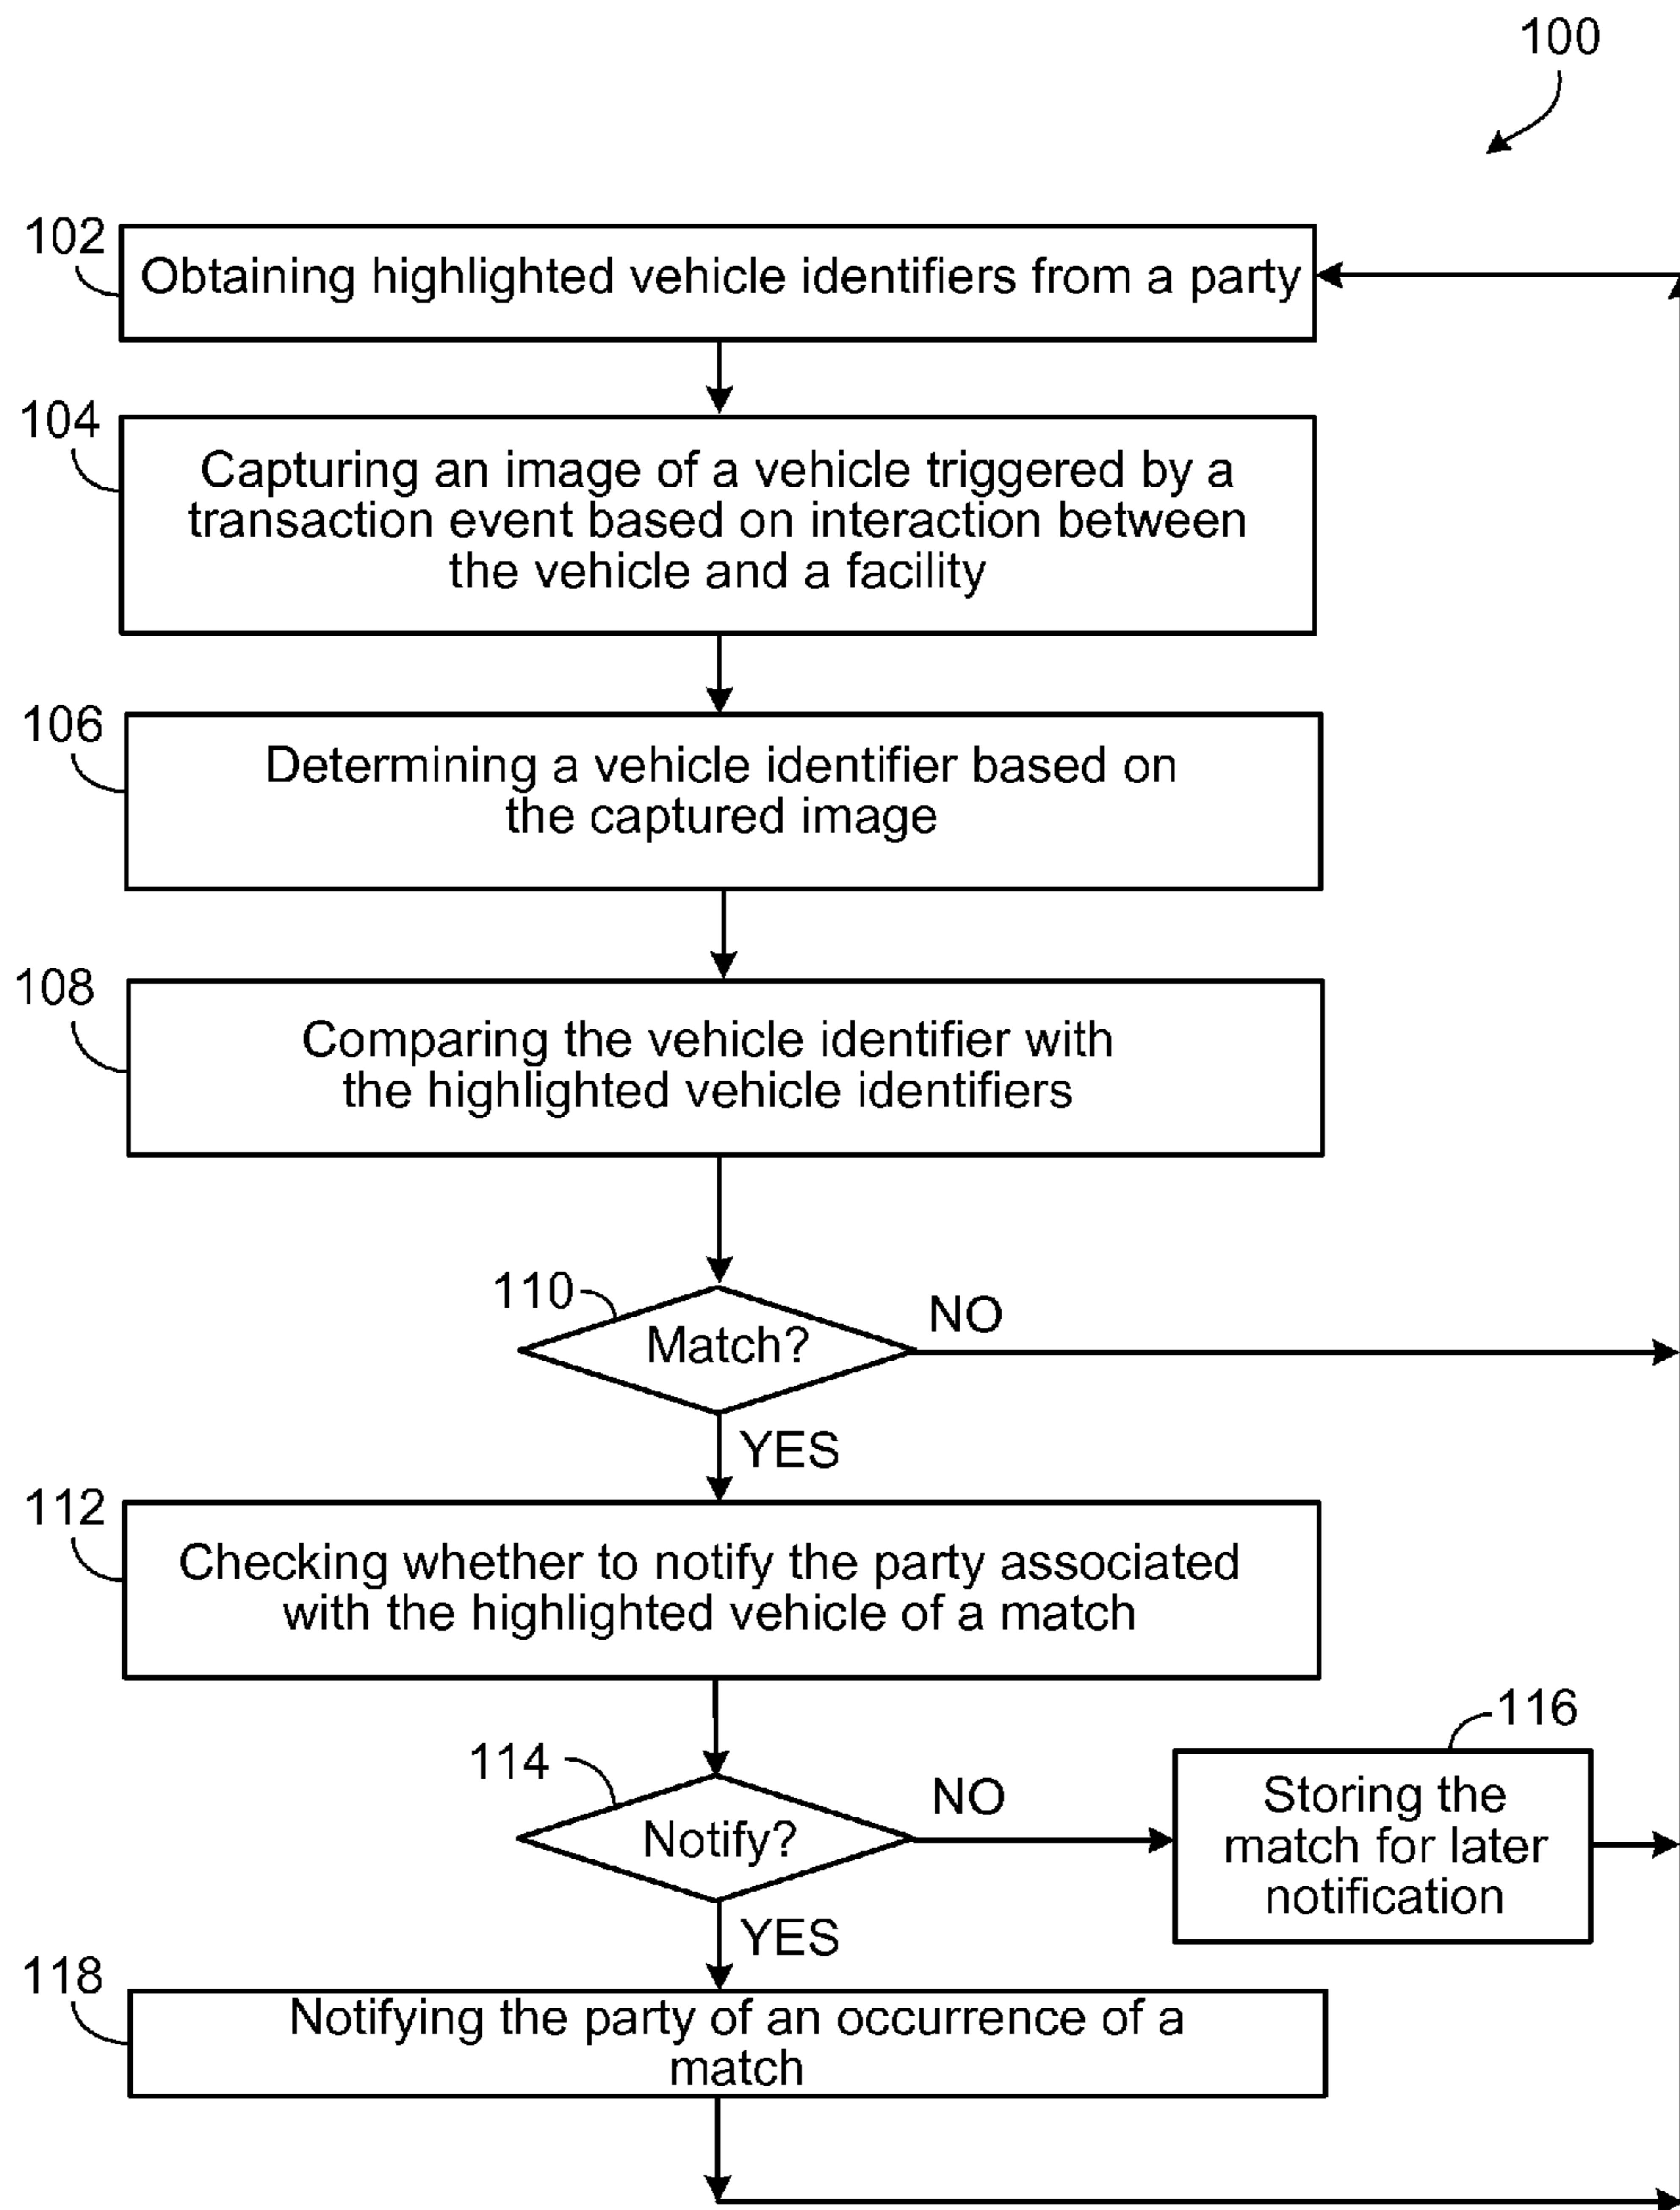 100
102
Obtaining highlighted vehicle identifiers from a party
104
Capturing an image of a vehicle triggered by a
transaction event based on interaction between
the vehicle and a facility
106
Determining a vehicle identifier based on
the captured image
108
Comparing the vehicle identifier with
the highlighted vehicle identifiers
110
Match?
NO
YES
112
Checking whether to notify the party associated
with the highlighted vehicle of a match
114
Notify?
NO
116
Storing the
match for later
notification
YES
118
Notifying the party of an occurrence of a
match